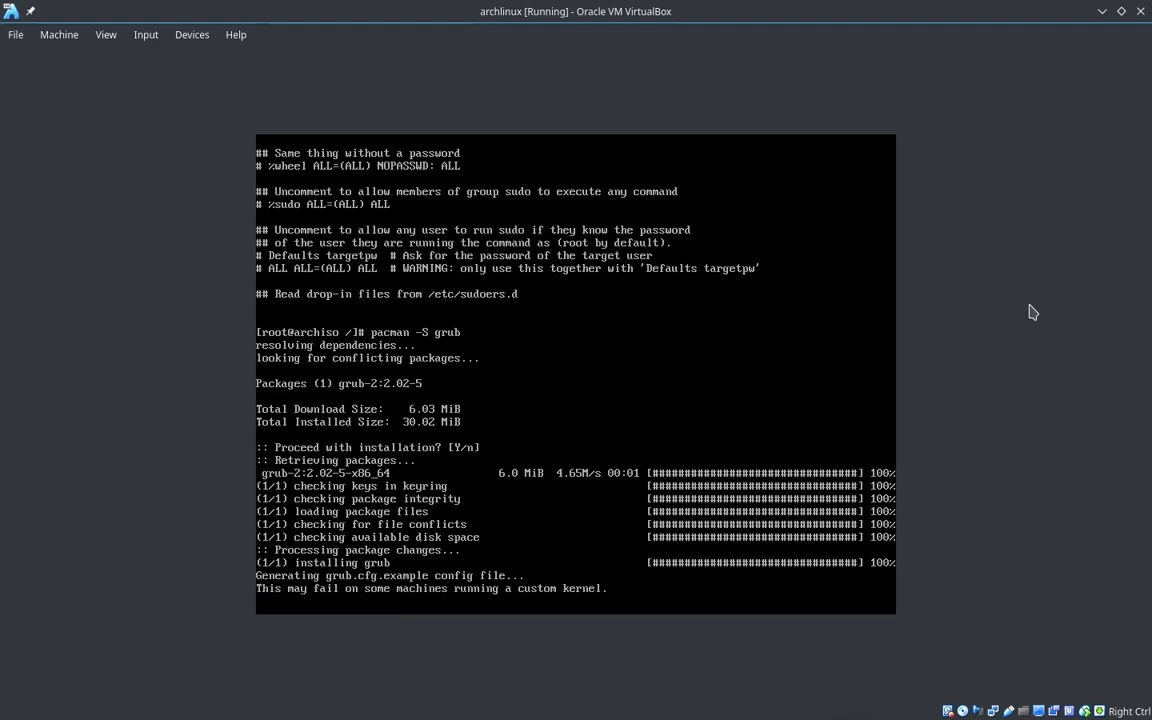 archlinux [Running] - Oracle VM VirtualBox
File Machine View Input Devices Help
## Same thing without a password
# %wheel ALL=(ALL) NOPASSWD: ALL
## Uncomment to allow members of group sudo to execute any command
# %sudo ALL=(ALL) ALL
## Uncomment to allow any user to run sudo if they know the password
## of the user they are running the command as (root by default).
# Defaults targetpw  # Ask for the password of the target user
# ALL ALL=(ALL) ALL  # WARNING: only use this together with 'Defaults targetpw'
## Read drop-in files from /etc/sudoers.d
[root@archiso /]# pacman -S grub
resolving dependencies...
looking for conflicting packages...
Packages (1) grub-2:2.02-5
Total Download Size:    6.03 MiB
Total Installed Size:  30.02 MiB
:: Proceed with installation? [Y/n]
:: Retrieving packages...
grub-2:2.02-5-x86_64 6.0 MiB 4.65M/s 00:01 [################################] 100%
(1/1) checking keys in keyring [################################] 100%
(1/1) checking package integrity [################################] 100%
(1/1) loading package files [################################] 100%
(1/1) checking for file conflicts [################################] 100%
(1/1) checking available disk space [################################] 100%
:: Processing package changes...
(1/1) installing grub [################################] 100%
Generating grub.cfg.example config file...
This may fail on some machines running a custom kernel.
Right Ctrl